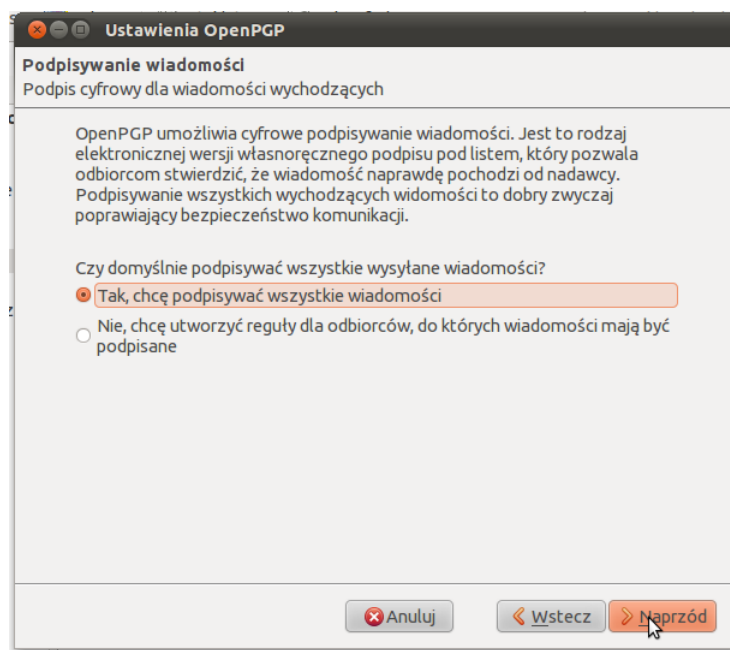 Ustawienia OpenPGP
Podpisywanie wiadomości
Podpis cyfrowy dla wiadomości wychodzących
OpenPGP umożliwia cyfrowe podpisywanie wiadomości. Jest to rodzaj
elektronicznej wersji własnoręcznego podpisu pod listem, który pozwala
odbiorcom stwierdzić, że wiadomość naprawdę pochodzi od nadawcy.
Podpisywanie wszystkich wychodzących widomości to dobry zwyczaj
poprawiający bezpieczeństwo komunikacji.
Czy domyślnie podpisywać wszystkie wysyłane wiadomości?
Tak, chcę podpisywać wszystkie wiadomości
Nie, chcę utworzyć reguły dla odbiorców, do których wiadomości mają być
podpisane
Anuluj Wstecz Naprzód